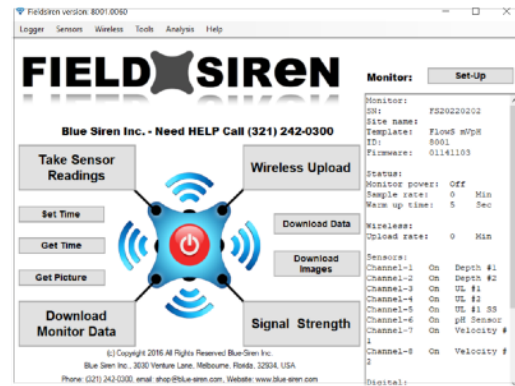 Fieldsiren version: 8001.0060
Logger Sensors Wireless Tools Analysis Help
FIELD SIReN
Blue Siren Inc. - Need HELP Call (321) 242-0300
Take Sensor
Readings
Wireless Upload
Set Time
Get Time
Get Picture
Download Data
Download
Images
Download
Monitor Data
Signal Strength
(c) Copyright 2016 All Rights Reserved Blue-Siren Inc.
Blue Siren Inc., 3030 Venture Lane, Melbourne, Florida, 32934, USA
Phone: (321) 242-0300, email: shop@blue-siren.com, Website: www.blue-siren.com
Monitor: Set-Up
Monitor:
SN: FS20220202
Site name:
Template: FlowS mVpH
ID: 8001
Firmware: 01141103
Status:
Monitor power: Off
Sample rate: 0 Min
Warm up time: 5 Sec
Wireless:
Upload rate: 0 Min
Sensors:
Channel-1 On Depth #1
Channel-2 On Depth #2
Channel-3 On UL #1
Channel-4 On UL #2
Channel-5 On UL #1 SS
Channel-6 On pH Sensor
Channel-7 On Velocity #
1
Channel-8 On Velocity #
2
Digital: